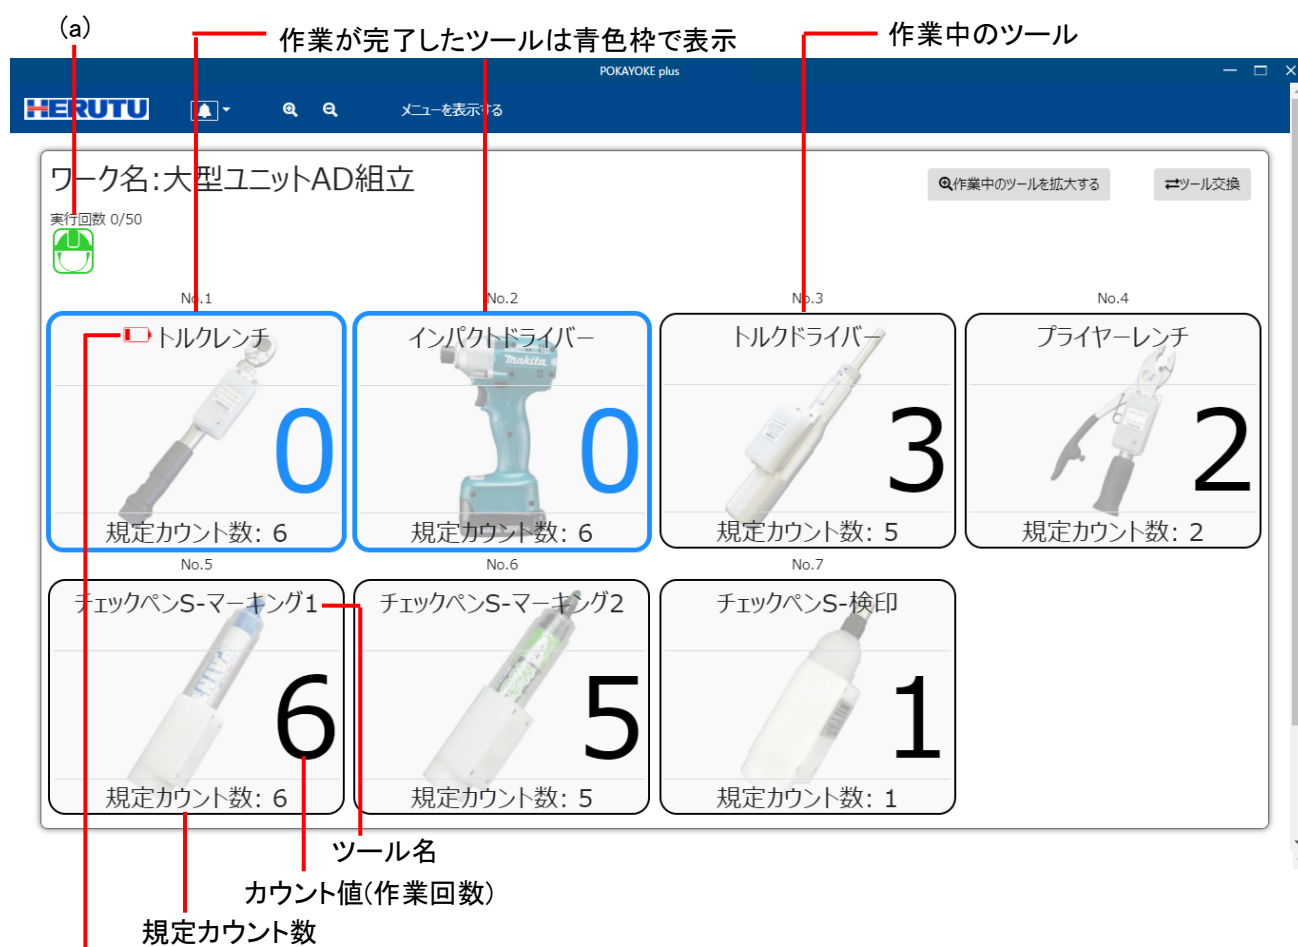 (a)
作業が完了したツールは青色枠で表示
作業中のツール
POKAYOKE plus
HERUTU
メニューを表示する
ワーク名:大型ユニットAD組立
作業中のツールを拡大する
ツール交換
実行回数 0/50
No.1
No.2
No.3
No.4
トルクレンチ
インパクトドライバー
トルクドライバー
プライヤーレンチ
makita
0
0
3
2
規定カウント数: 6
規定カウント数: 6
規定カウント数: 5
規定カウント数: 2
No.5
No.6
No.7
チェックペンS-マーキング1
チェックペンS-マーキング2
チェックペンS-検印
6
5
1
規定カウント数: 6
規定カウント数: 5
規定カウント数: 1
ツール名
カウント値(作業回数)
規定カウント数